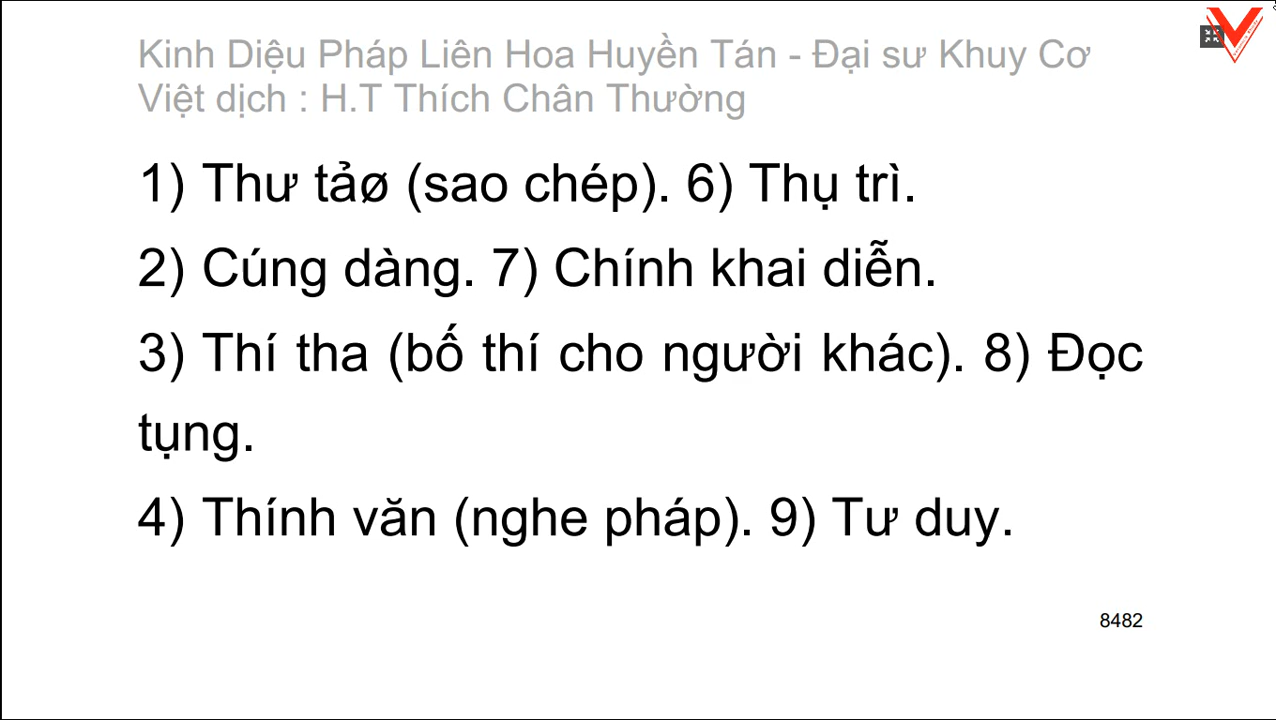 Kinh Diệu Pháp Liên Hoa Huyền Tán - Đại sư Khuy Cơ
Việt dịch : H.T Thích Chân Thường
1) Thư tảø (sao chép). 6) Thụ trì.
2) Cúng dàng. 7) Chính khai diễn.
3) Thí tha (bố thí cho người khác). 8) Đọc
tụng.
4) Thính văn (nghe pháp). 9) Tư duy.
8482